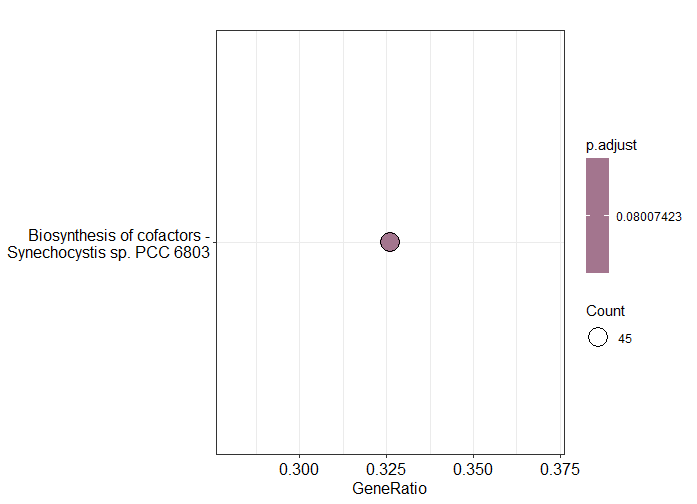 Biosynthesis of cofactors -
Synechocystis sp. PCC 6803
0.300
0.325
0.350
0.375
GeneRatio
p.adjust
0.08007423
Count
45